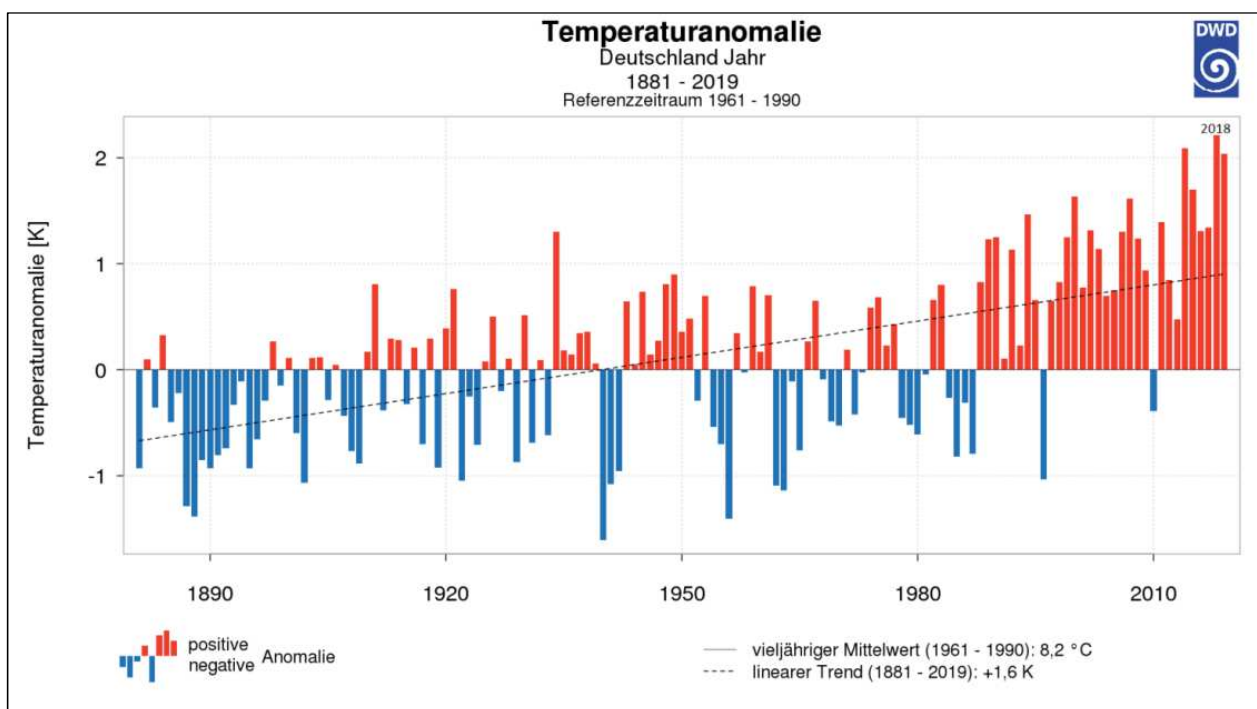 Temperaturanomalie
Deutschland Jahr
1881 - 2019
Referenzzeitraum 1961 - 1990
DWD
2018
Temperaturanomalie [K]
2
1
0
-1
1890
1920
1950
1980
2010
positive
negative
Anomalie
vieljähriger Mittelwert (1961 - 1990): 8,2 °C
linearer Trend (1881 - 2019): +1,6 K